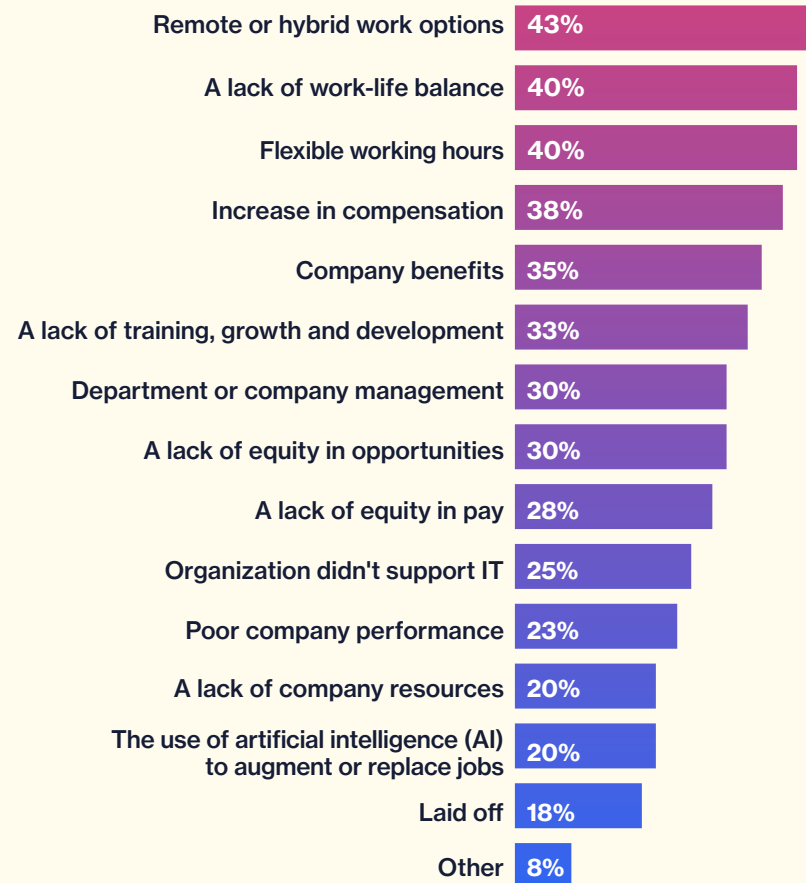 Remote or hybrid work options 43%
A lack of work-life balance 40%
Flexible working hours 40%
Increase in compensation 38%
Company benefits 35%
A lack of training, growth and development 33%
Department or company management 30%
A lack of equity in opportunities 30%
A lack of equity in pay 28%
Organization didn't support IT 25%
Poor company performance 23%
A lack of company resources 20%
The use of artificial intelligence (AI)
to augment or replace jobs 20%
Laid off 18%
Other 8%